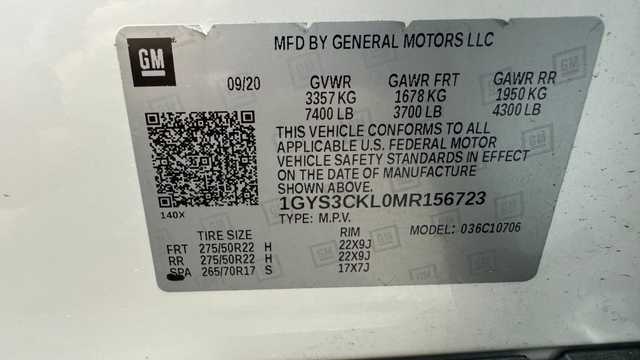 GM
MFD BY GENERAL MOTORS LLC
09/20 GVWR GAWR FRT GAWR RR
3357 KG 1678 KG 1950 KG
7400 LB 3700 LB 4300 LB
THIS VEHICLE CONFORMS TO ALL
APPLICABLE U.S. FEDERAL MOTOR
VEHICLE SAFETY STANDARDS IN EFFECT
ON THE DATE OF MANUFACTURE
SHOWN ABOVE.
140X
1GYS3CKL0MR156723
TYPE: M.P.V. MODEL: 036C10706
TIRE SIZE RIM
FRT 275/50R22 H 22X9J
RR 275/50R22 H 22X9J
SPA 265/70R17 S 17X7J